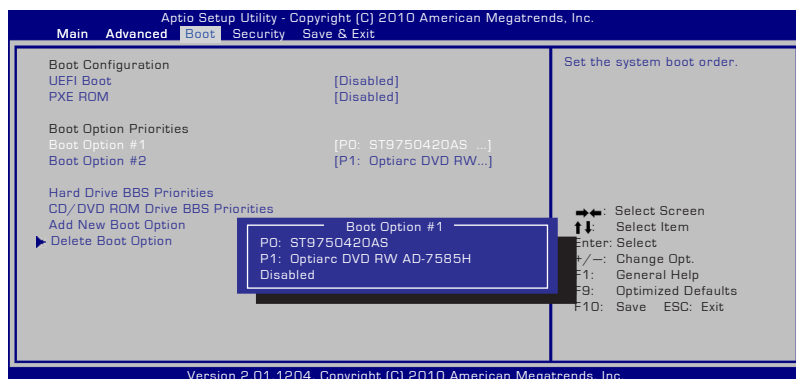 Aptio Setup Utility - Copyright (C) 2010 American Megatrends, Inc.
Main Advanced Boot Security Save & Exit
Boot Configuration
UEFI Boot [Disabled]
PXE ROM [Disabled]
Boot Option Priorities
Boot Option #1 [P0: ST9750420AS ...]
Boot Option #2 [P1: Optiarc DVD RW...]
Hard Drive BBS Priorities
CD/DVD ROM Drive BBS Priorities
Add New Boot Option
Delete Boot Option
Boot Option #1
P0: ST9750420AS
P1: Optiarc DVD RW AD-7585H
Disabled
Set the system boot order.
→←: Select Screen
↑↓: Select Item
Enter: Select
+/—: Change Opt.
F1: General Help
F9: Optimized Defaults
F10: Save ESC: Exit
Version 2.01.1204. Copyright (C) 2010 American Megatrends, Inc.